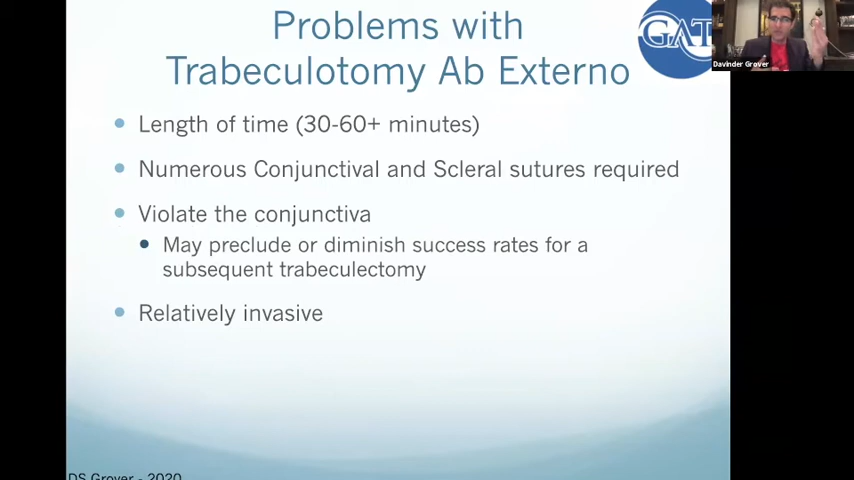 Problems with
Trabeculotomy Ab Externo
GAT
Davinder Grover
Length of time (30-60+ minutes)
Numerous Conjunctival and Scleral sutures required
Violate the conjunctiva
May preclude or diminish success rates for a
subsequent trabeculectomy
Relatively invasive
DS Grover - 2020